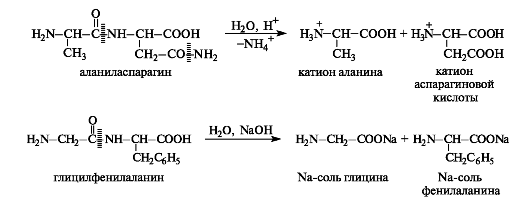 O
H₂N–CH–C–NH–CH–COOH H₂O, H⁺ H₃N⁺–CH–COOH + H₃N⁺–CH–COOH
CH₃ H₂C–CO–NH₂ –NH₄⁺ CH₃ CH₂COOH
аланиласпарагин катион аланина катион
аспарагиновой
кислоты
O
H₂N–CH₂–C–NH–CH–COOH H₂O, NaOH H₂N–CH₂–COONa + H₂N–CH–COONa
CH₂C₆H₅ CH₂C₆H₅
глицилфенилаланин Na-соль глицина Na-соль
фенилаланина